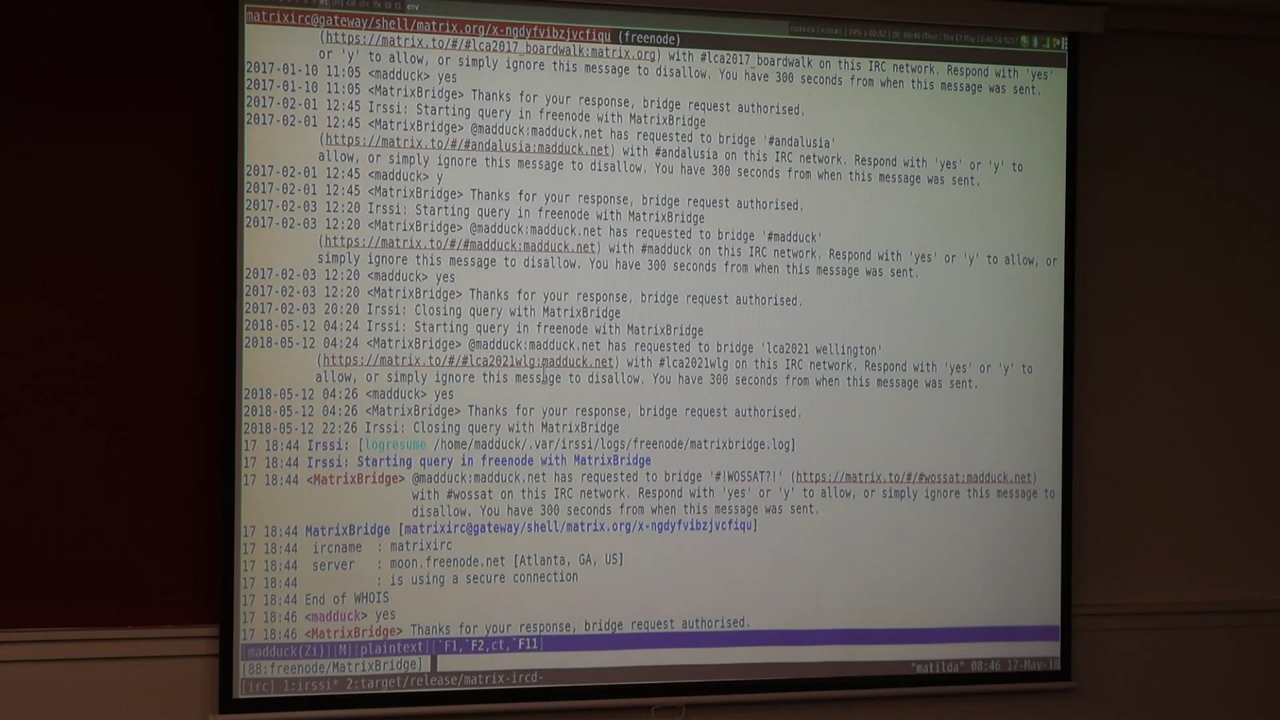 env
matrixirc@gateway/shell/matrix.org/x-ngdyfvibzjvcfiqu (freenode)
(https://matrix.to/#/#lca2017_boardwalk:matrix.org) with #lca2017_boardwalk on this IRC network. Respond with 'yes'
or 'y' to allow, or simply ignore this message to disallow. You have 300 seconds from when this message was sent.
2017-01-10 11:05 <madduck> yes
2017-01-10 11:05 <MatrixBridge> Thanks for your response, bridge request authorised.
2017-02-01 12:45 Irssi: Starting query in freenode with MatrixBridge
2017-02-01 12:45 <MatrixBridge> @madduck:madduck.net has requested to bridge '#andalusia'
(https://matrix.to/#/#andalusia:madduck.net) with #andalusia on this IRC network. Respond with 'yes' or 'y' to
allow, or simply ignore this message to disallow. You have 300 seconds from when this message was sent.
2017-02-01 12:45 <madduck> y
2017-02-01 12:45 <MatrixBridge> Thanks for your response, bridge request authorised.
2017-02-03 12:20 Irssi: Starting query in freenode with MatrixBridge
2017-02-03 12:20 <MatrixBridge> @madduck:madduck.net has requested to bridge '#madduck'
(https://matrix.to/#/#madduck:madduck.net) with #madduck on this IRC network. Respond with 'yes' or 'y' to allow, or
simply ignore this message to disallow. You have 300 seconds from when this message was sent.
2017-02-03 12:20 <madduck> yes
2017-02-03 12:20 <MatrixBridge> Thanks for your response, bridge request authorised.
2017-02-03 20:20 Irssi: Closing query with MatrixBridge
2018-05-12 04:24 Irssi: Starting query in freenode with MatrixBridge
2018-05-12 04:24 <MatrixBridge> @madduck:madduck.net has requested to bridge 'lca2021 wellington'
(https://matrix.to/#/#lca2021wlg:madduck.net) with #lca2021wlg on this IRC network. Respond with 'yes' or 'y' to
allow, or simply ignore this message to disallow. You have 300 seconds from when this message was sent.
2018-05-12 04:26 <madduck> yes
2018-05-12 04:26 <MatrixBridge> Thanks for your response, bridge request authorised.
2018-05-12 22:26 Irssi: Closing query with MatrixBridge
17 18:44 Irssi: [logresume /home/madduck/.var/irssi/logs/freenode/matrixbridge.log]
17 18:44 Irssi: Starting query in freenode with MatrixBridge
17 18:44 <MatrixBridge> @madduck:madduck.net has requested to bridge '#!WOSSAT?!' (https://matrix.to/#/#wossat:madduck.net)
with #wossat on this IRC network. Respond with 'yes' or 'y' to allow, or simply ignore this message to
disallow. You have 300 seconds from when this message was sent.
17 18:44 MatrixBridge [matrixirc@gateway/shell/matrix.org/x-ngdyfvibzjvcfiqu]
17 18:44 ircname : matrixirc
17 18:44 server : moon.freenode.net [Atlanta, GA, US]
17 18:44 : is using a secure connection
17 18:44 End of WHOIS
17 18:46 <madduck> yes
17 18:46 <MatrixBridge> Thanks for your response, bridge request authorised.
[madduck(Zi)||M]|plaintext|[`F1,`F2,ct,`F11]
[88:freenode/MatrixBridge]
[irc] 1:irssi* 2:target/release/matrix-ircd- "matilda" 08:46 17-May-18